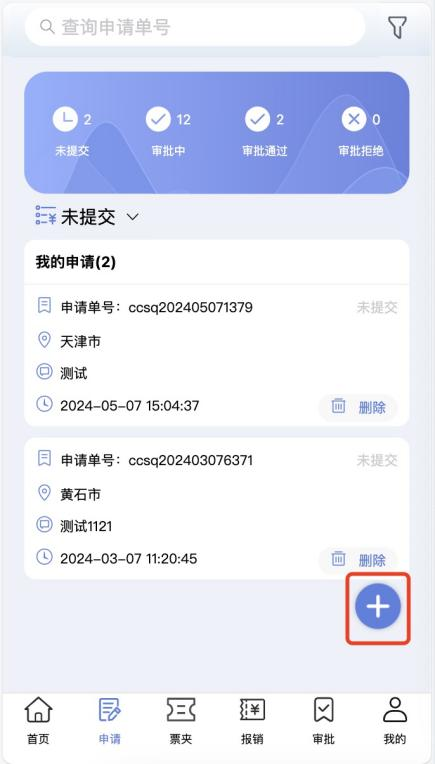 查询申请单号
2 12 2 0
未提交 审批中 审批通过 审批拒绝
未提交
我的申请(2)
申请单号：ccsq202405071379 未提交
天津市
测试
2024-05-07 15:04:37 删除
申请单号：ccsq202403076371 未提交
黄石市
测试1121
2024-03-07 11:20:45 删除
首页 申请 票夹 报销 审批 我的